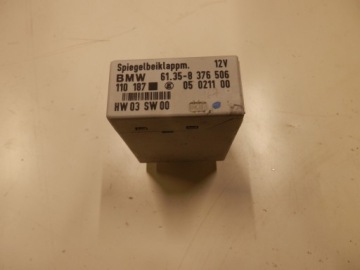 Spiegelbeiklappm. 12V
BMW 61.35-8 376 506
110 187 05 0211 00
HW 03 SW 00